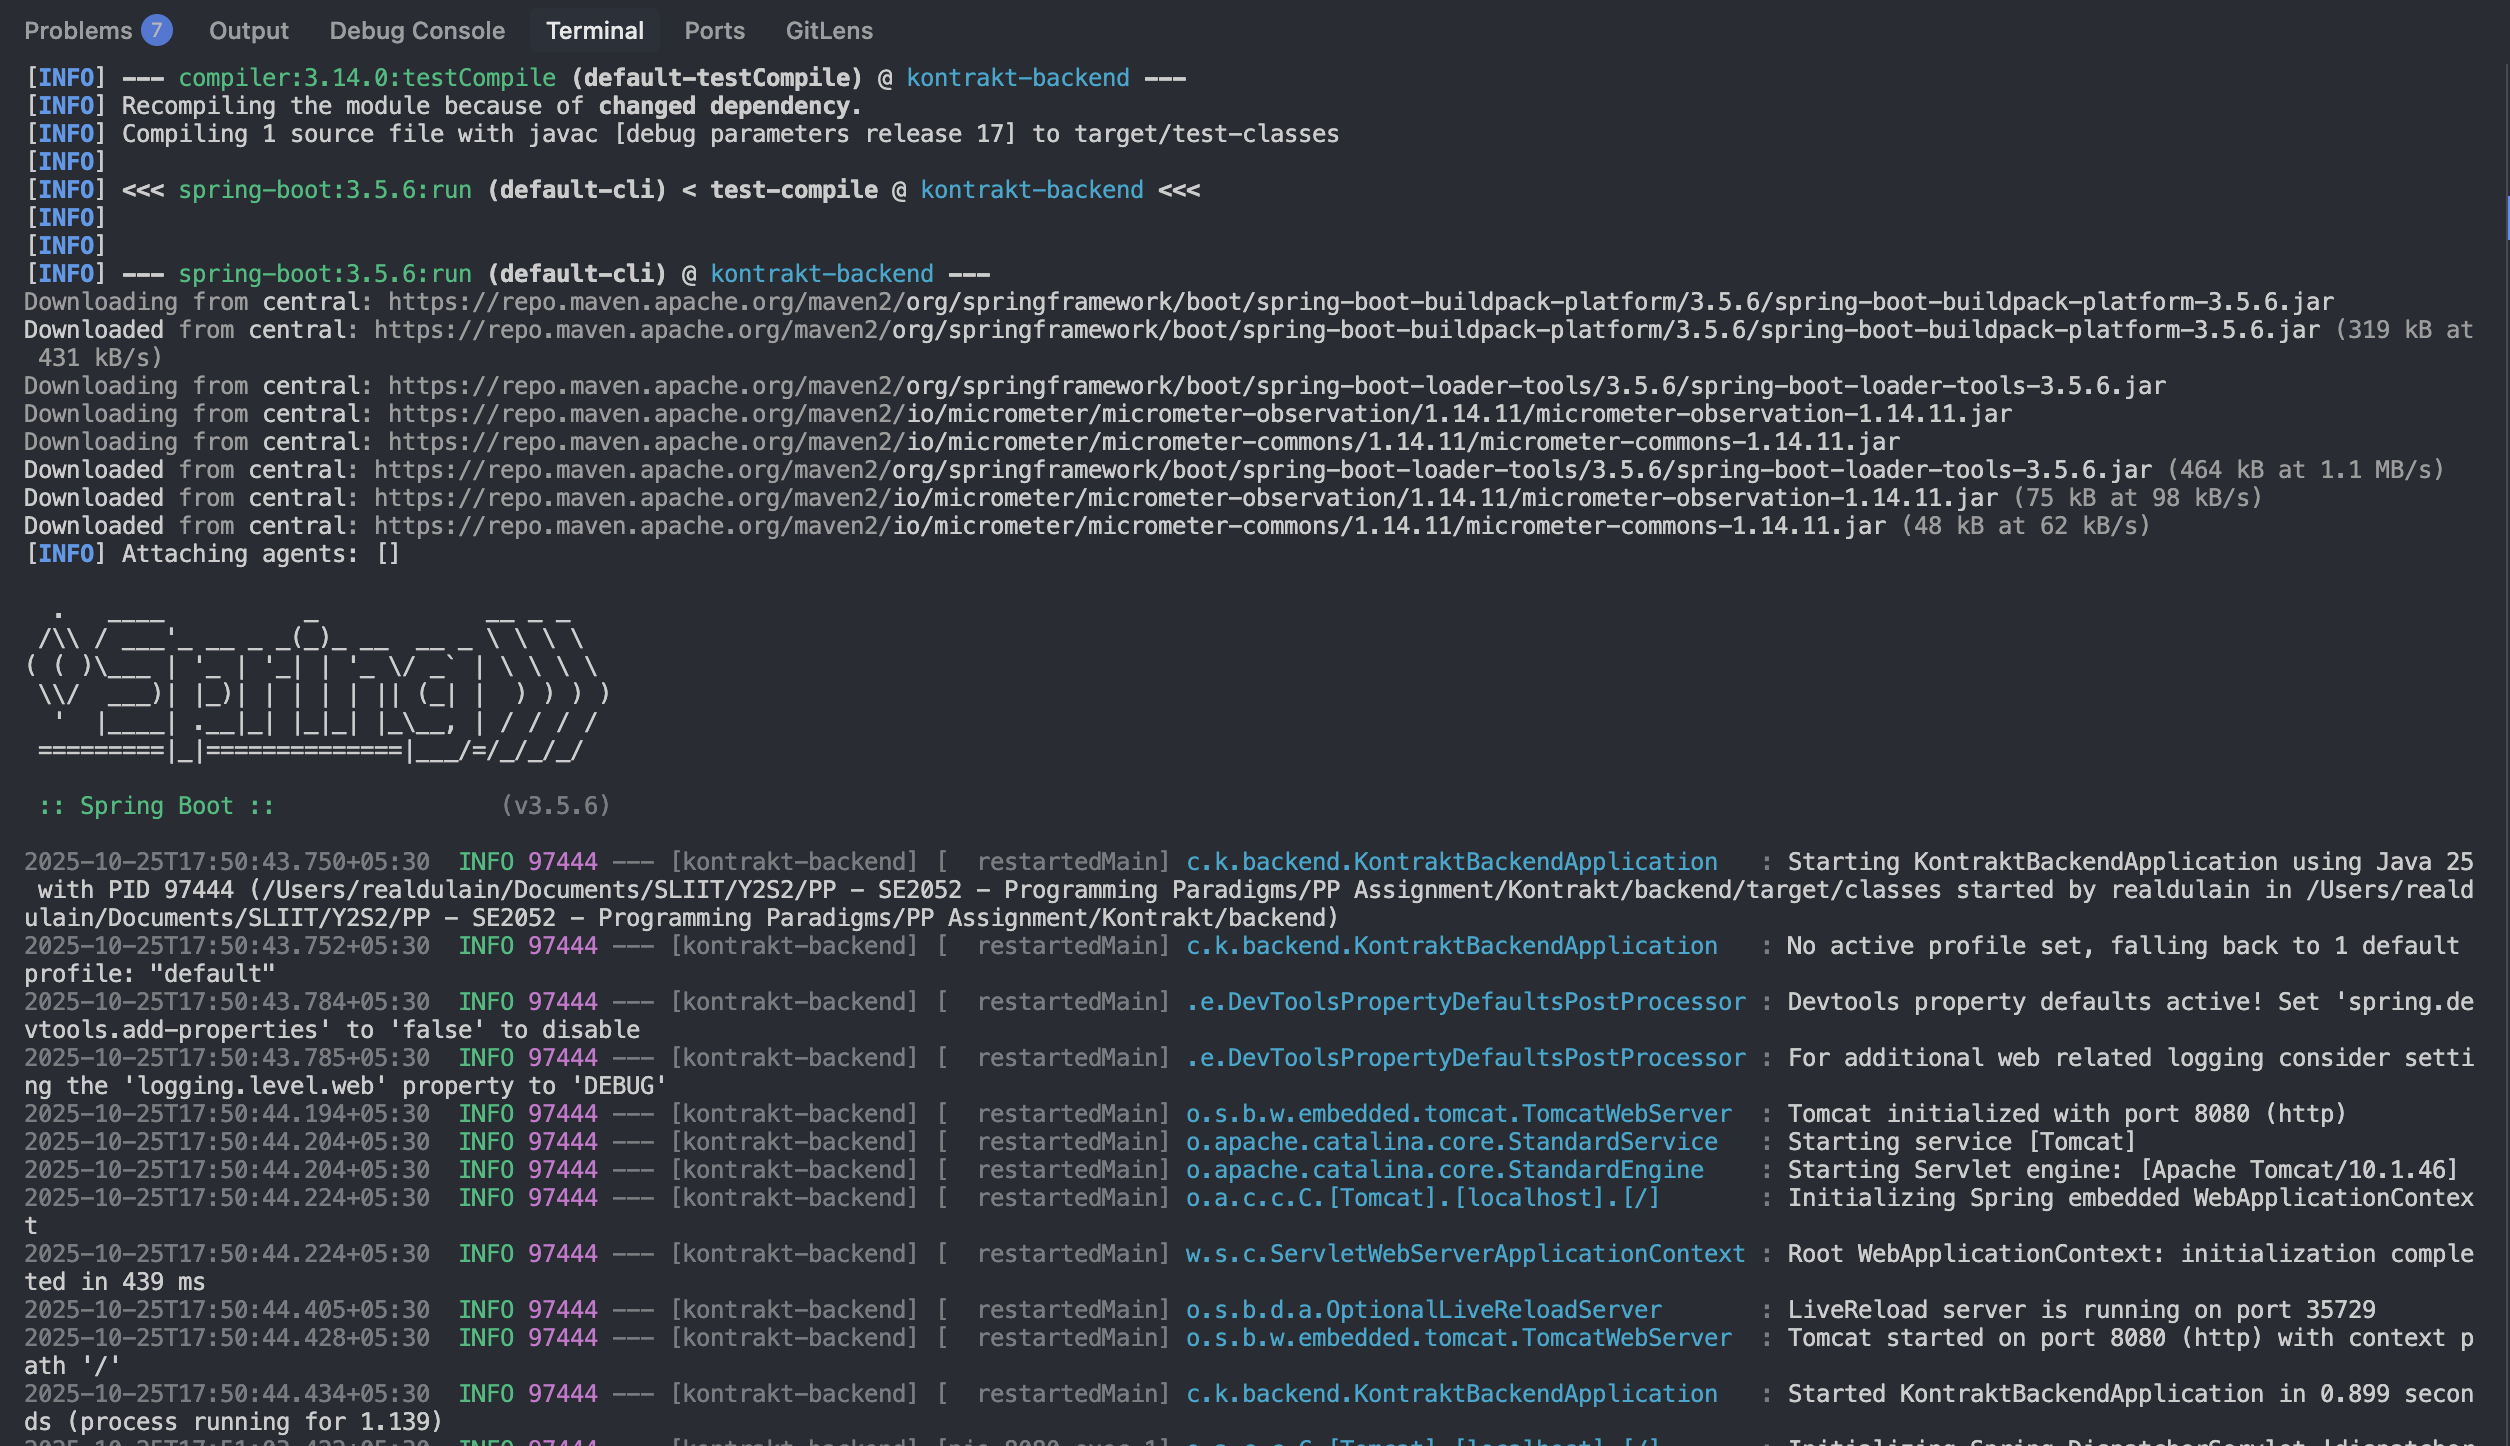 Problems 7 Output Debug Console Terminal Ports GitLens
[INFO] --- compiler:3.14.0:testCompile (default-testCompile) @ kontrakt-backend ---
[INFO] Recompiling the module because of changed dependency.
[INFO] Compiling 1 source file with javac [debug parameters release 17] to target/test-classes
[INFO]
[INFO] <<< spring-boot:3.5.6:run (default-cli) < test-compile @ kontrakt-backend <<<
[INFO]
[INFO]
[INFO] --- spring-boot:3.5.6:run (default-cli) @ kontrakt-backend ---
Downloading from central: https://repo.maven.apache.org/maven2/org/springframework/boot/spring-boot-buildpack-platform/3.5.6/spring-boot-buildpack-platform-3.5.6.jar
Downloaded from central: https://repo.maven.apache.org/maven2/org/springframework/boot/spring-boot-buildpack-platform/3.5.6/spring-boot-buildpack-platform-3.5.6.jar (319 kB at
 431 kB/s)
Downloading from central: https://repo.maven.apache.org/maven2/org/springframework/boot/spring-boot-loader-tools/3.5.6/spring-boot-loader-tools-3.5.6.jar
Downloading from central: https://repo.maven.apache.org/maven2/io/micrometer/micrometer-observation/1.14.11/micrometer-observation-1.14.11.jar
Downloading from central: https://repo.maven.apache.org/maven2/io/micrometer/micrometer-commons/1.14.11/micrometer-commons-1.14.11.jar
Downloaded from central: https://repo.maven.apache.org/maven2/org/springframework/boot/spring-boot-loader-tools/3.5.6/spring-boot-loader-tools-3.5.6.jar (464 kB at 1.1 MB/s)
Downloaded from central: https://repo.maven.apache.org/maven2/io/micrometer/micrometer-observation/1.14.11/micrometer-observation-1.14.11.jar (75 kB at 98 kB/s)
Downloaded from central: https://repo.maven.apache.org/maven2/io/micrometer/micrometer-commons/1.14.11/micrometer-commons-1.14.11.jar (48 kB at 62 kB/s)
[INFO] Attaching agents: []
  .   ____          _            __ _ _
 /\\ / ___'_ __ _ _(_)_ __  __ _ \ \ \ \
( ( )\___ | '_ | '_| | '_ \/ _` | \ \ \ \
 \\/  ___)| |_)| | | | | || (_| |  ) ) ) )
  '  |____| .__|_| |_|_| |_\__, | / / / /
 =========|_|==============|___/=/_/_/_/
 :: Spring Boot ::                (v3.5.6)
2025-10-25T17:50:43.750+05:30  INFO 97444 --- [kontrakt-backend] [  restartedMain] c.k.backend.KontraktBackendApplication   : Starting KontraktBackendApplication using Java 25
 with PID 97444 (/Users/realdulain/Documents/SLIIT/Y2S2/PP - SE2052 - Programming Paradigms/PP Assignment/Kontrakt/backend/target/classes started by realdulain in /Users/reald
ulain/Documents/SLIIT/Y2S2/PP - SE2052 - Programming Paradigms/PP Assignment/Kontrakt/backend)
2025-10-25T17:50:43.752+05:30  INFO 97444 --- [kontrakt-backend] [  restartedMain] c.k.backend.KontraktBackendApplication   : No active profile set, falling back to 1 default
profile: "default"
2025-10-25T17:50:43.784+05:30  INFO 97444 --- [kontrakt-backend] [  restartedMain] .e.DevToolsPropertyDefaultsPostProcessor : Devtools property defaults active! Set 'spring.de
vtools.add-properties' to 'false' to disable
2025-10-25T17:50:43.785+05:30  INFO 97444 --- [kontrakt-backend] [  restartedMain] .e.DevToolsPropertyDefaultsPostProcessor : For additional web related logging consider setti
ng the 'logging.level.web' property to 'DEBUG'
2025-10-25T17:50:44.194+05:30  INFO 97444 --- [kontrakt-backend] [  restartedMain] o.s.b.w.embedded.tomcat.TomcatWebServer  : Tomcat initialized with port 8080 (http)
2025-10-25T17:50:44.204+05:30  INFO 97444 --- [kontrakt-backend] [  restartedMain] o.apache.catalina.core.StandardService   : Starting service [Tomcat]
2025-10-25T17:50:44.204+05:30  INFO 97444 --- [kontrakt-backend] [  restartedMain] o.apache.catalina.core.StandardEngine    : Starting Servlet engine: [Apache Tomcat/10.1.46]
2025-10-25T17:50:44.224+05:30  INFO 97444 --- [kontrakt-backend] [  restartedMain] o.a.c.c.C.[Tomcat].[localhost].[/]       : Initializing Spring embedded WebApplicationContex
t
2025-10-25T17:50:44.224+05:30  INFO 97444 --- [kontrakt-backend] [  restartedMain] w.s.c.ServletWebServerApplicationContext : Root WebApplicationContext: initialization comple
ted in 439 ms
2025-10-25T17:50:44.405+05:30  INFO 97444 --- [kontrakt-backend] [  restartedMain] o.s.b.d.a.OptionalLiveReloadServer       : LiveReload server is running on port 35729
2025-10-25T17:50:44.428+05:30  INFO 97444 --- [kontrakt-backend] [  restartedMain] o.s.b.w.embedded.tomcat.TomcatWebServer  : Tomcat started on port 8080 (http) with context p
ath '/'
2025-10-25T17:50:44.434+05:30  INFO 97444 --- [kontrakt-backend] [  restartedMain] c.k.backend.KontraktBackendApplication   : Started KontraktBackendApplication in 0.899 secon
ds (process running for 1.139)